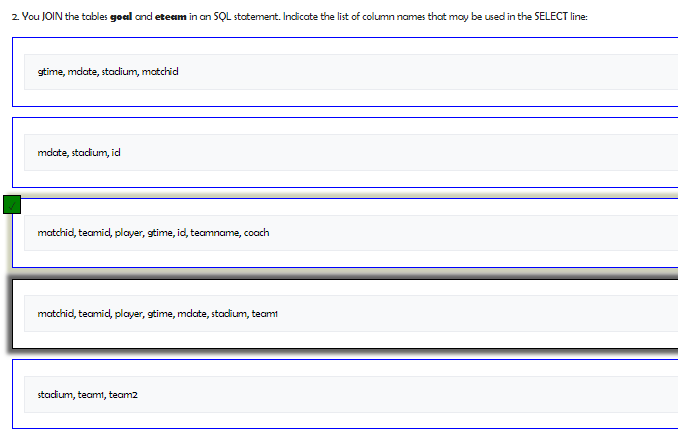 2. You JOIN the tables goal and eteam in an SQL statement. Indicate the list of column names that may be used in the SELECT line:
gtime, mdate, stadium, matchid
mdate, stadium, id
matchid, teamid, player, gtime, id, teamname, coach
matchid, teamid, player, gtime, mdate, stadium, team1
stadium, team1, team2